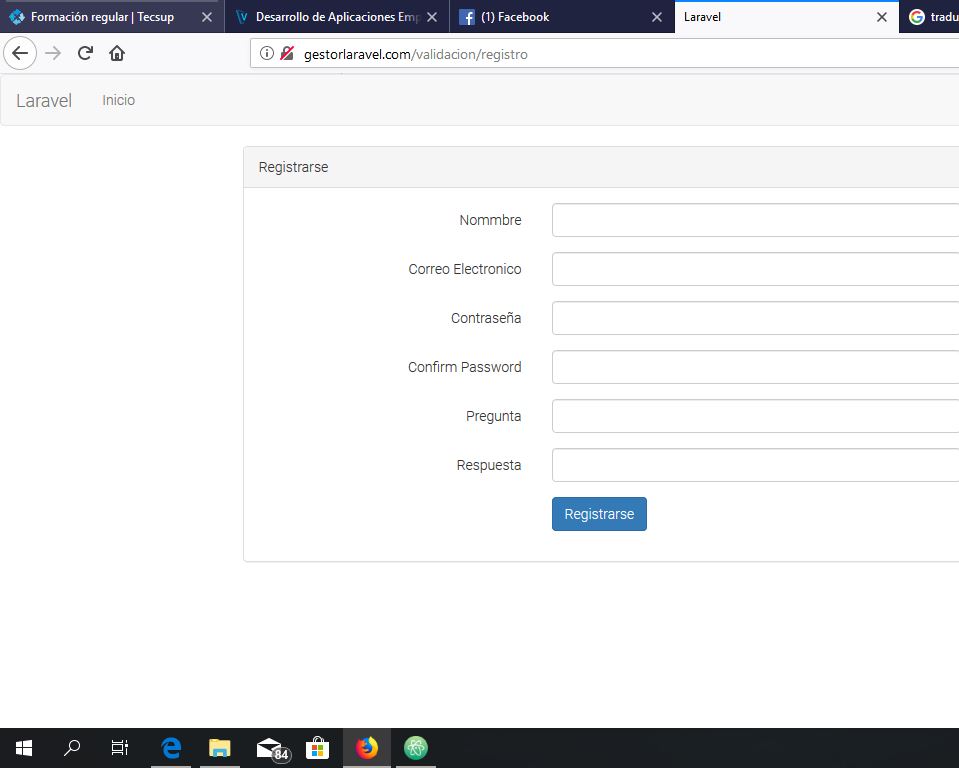 Formación regular | Tecsup
Desarrollo de Aplicaciones Emp
(1) Facebook
Laravel
tradu
gestorlaravel.com/validacion/registro
Laravel
Inicio
Registrarse
Nommbre
Correo Electronico
Contraseña
Confirm Password
Pregunta
Respuesta
Registrarse
84